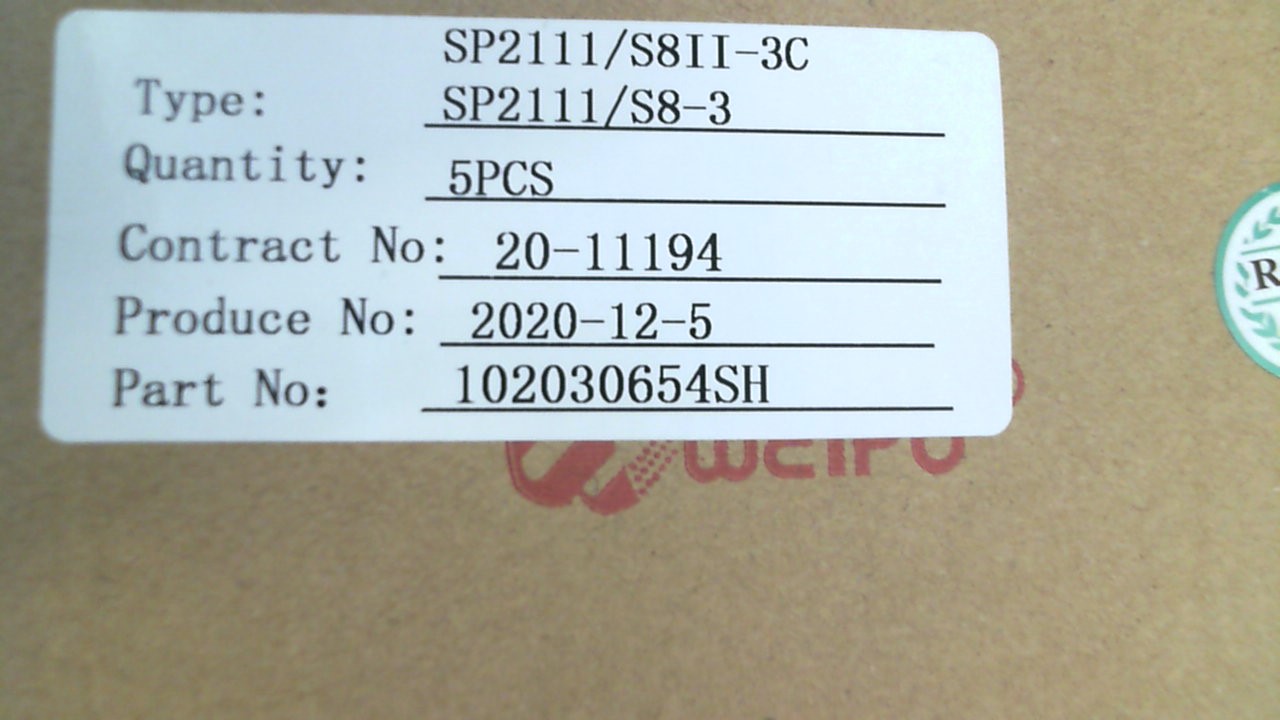 SP2111/S8II-3C
Type: SP2111/S8-3
Quantity: 5PCS
Contract No: 20-11194
Produce No: 2020-12-5
Part No: 102030654SH
WEIPU